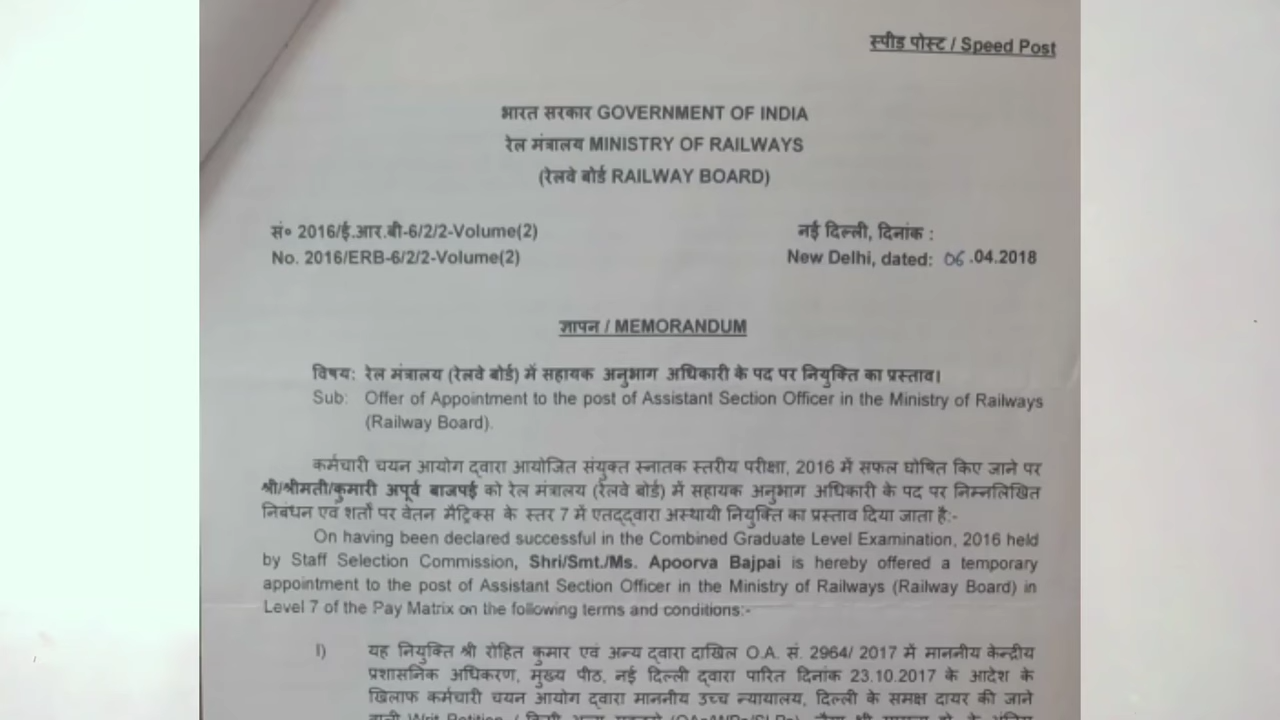 स्पीड पोस्ट / Speed Post
भारत सरकार GOVERNMENT OF INDIA
रेल मंत्रालय MINISTRY OF RAILWAYS
(रेलवे बोर्ड RAILWAY BOARD)
सं० 2016/ई.आर.बी-6/2/2-Volume(2)
नई दिल्ली, दिनांक :
No. 2016/ERB-6/2/2-Volume(2)
New Delhi, dated: 06.04.2018
ज्ञापन / MEMORANDUM
विषय: रेल मंत्रालय (रेलवे बोर्ड) में सहायक अनुभाग अधिकारी के पद पर नियुक्ति का प्रस्ताव।
Sub: Offer of Appointment to the post of Assistant Section Officer in the Ministry of Railways
(Railway Board).
कर्मचारी चयन आयोग द्वारा आयोजित संयुक्त स्नातक स्तरीय परीक्षा, 2016 में सफल घोषित किए जाने पर
श्री/श्रीमती/कुमारी अपूर्व बाजपई को रेल मंत्रालय (रेलवे बोर्ड) में सहायक अनुभाग अधिकारी के पद पर निम्नलिखित
निबंधन एवं शर्तों पर वेतन मैट्रिक्स के स्तर 7 में एतद्द्वारा अस्थायी नियुक्ति का प्रस्ताव दिया जाता है:-
On having been declared successful in the Combined Graduate Level Examination, 2016 held
by Staff Selection Commission, Shri/Smt./Ms. Apoorva Bajpai is hereby offered a temporary
appointment to the post of Assistant Section Officer in the Ministry of Railways (Railway Board) in
Level 7 of the Pay Matrix on the following terms and conditions:-
I) यह नियुक्ति श्री रोहित कुमार एवं अन्य द्वारा दाखिल O.A. सं. 2964/ 2017 में माननीय केन्द्रीय
प्रशासनिक अधिकरण, मुख्य पीठ, नई दिल्ली द्वारा पारित दिनांक 23.10.2017 के आदेश के
खिलाफ कर्मचारी चयन आयोग द्वारा माननीय उच्च न्यायालय, दिल्ली के समक्ष दायर की जाने